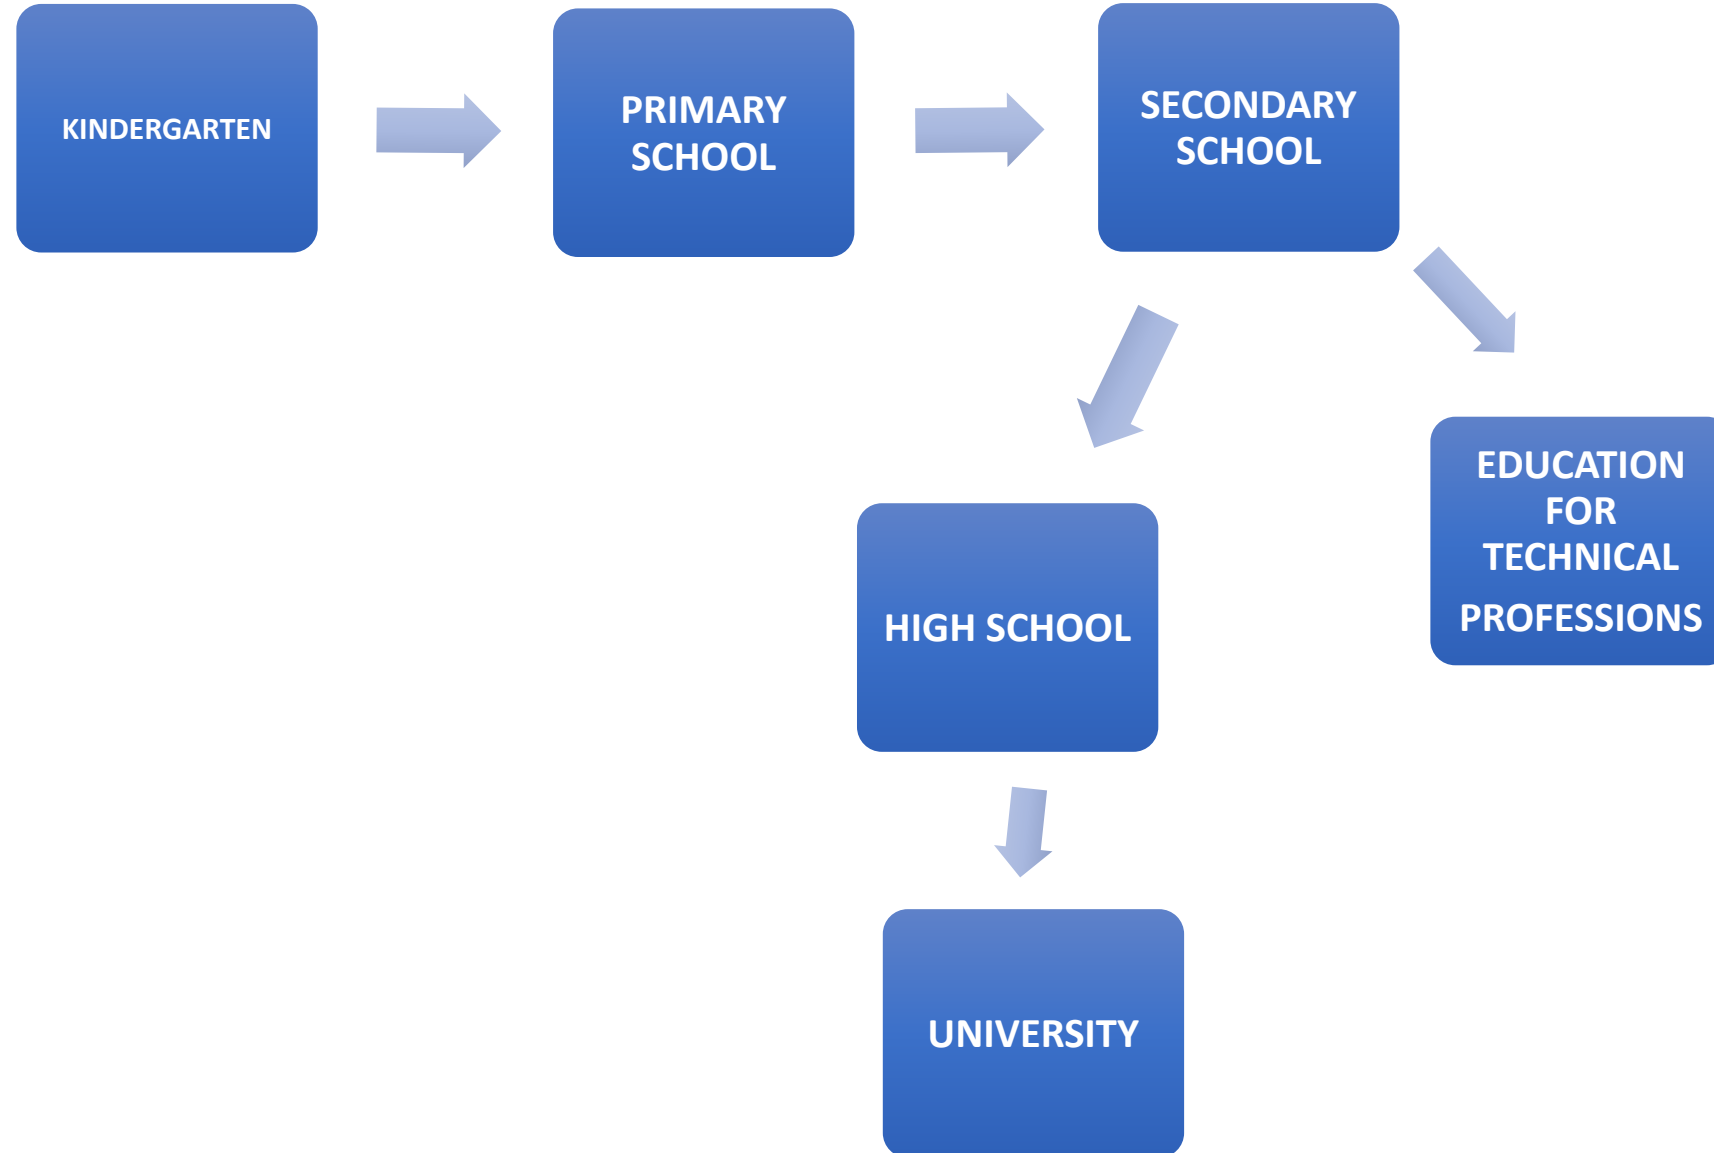 KINDERGARTEN
PRIMARY
SCHOOL
SECONDARY
SCHOOL
EDUCATION
FOR
TECHNICAL
PROFESSIONS
HIGH SCHOOL
UNIVERSITY